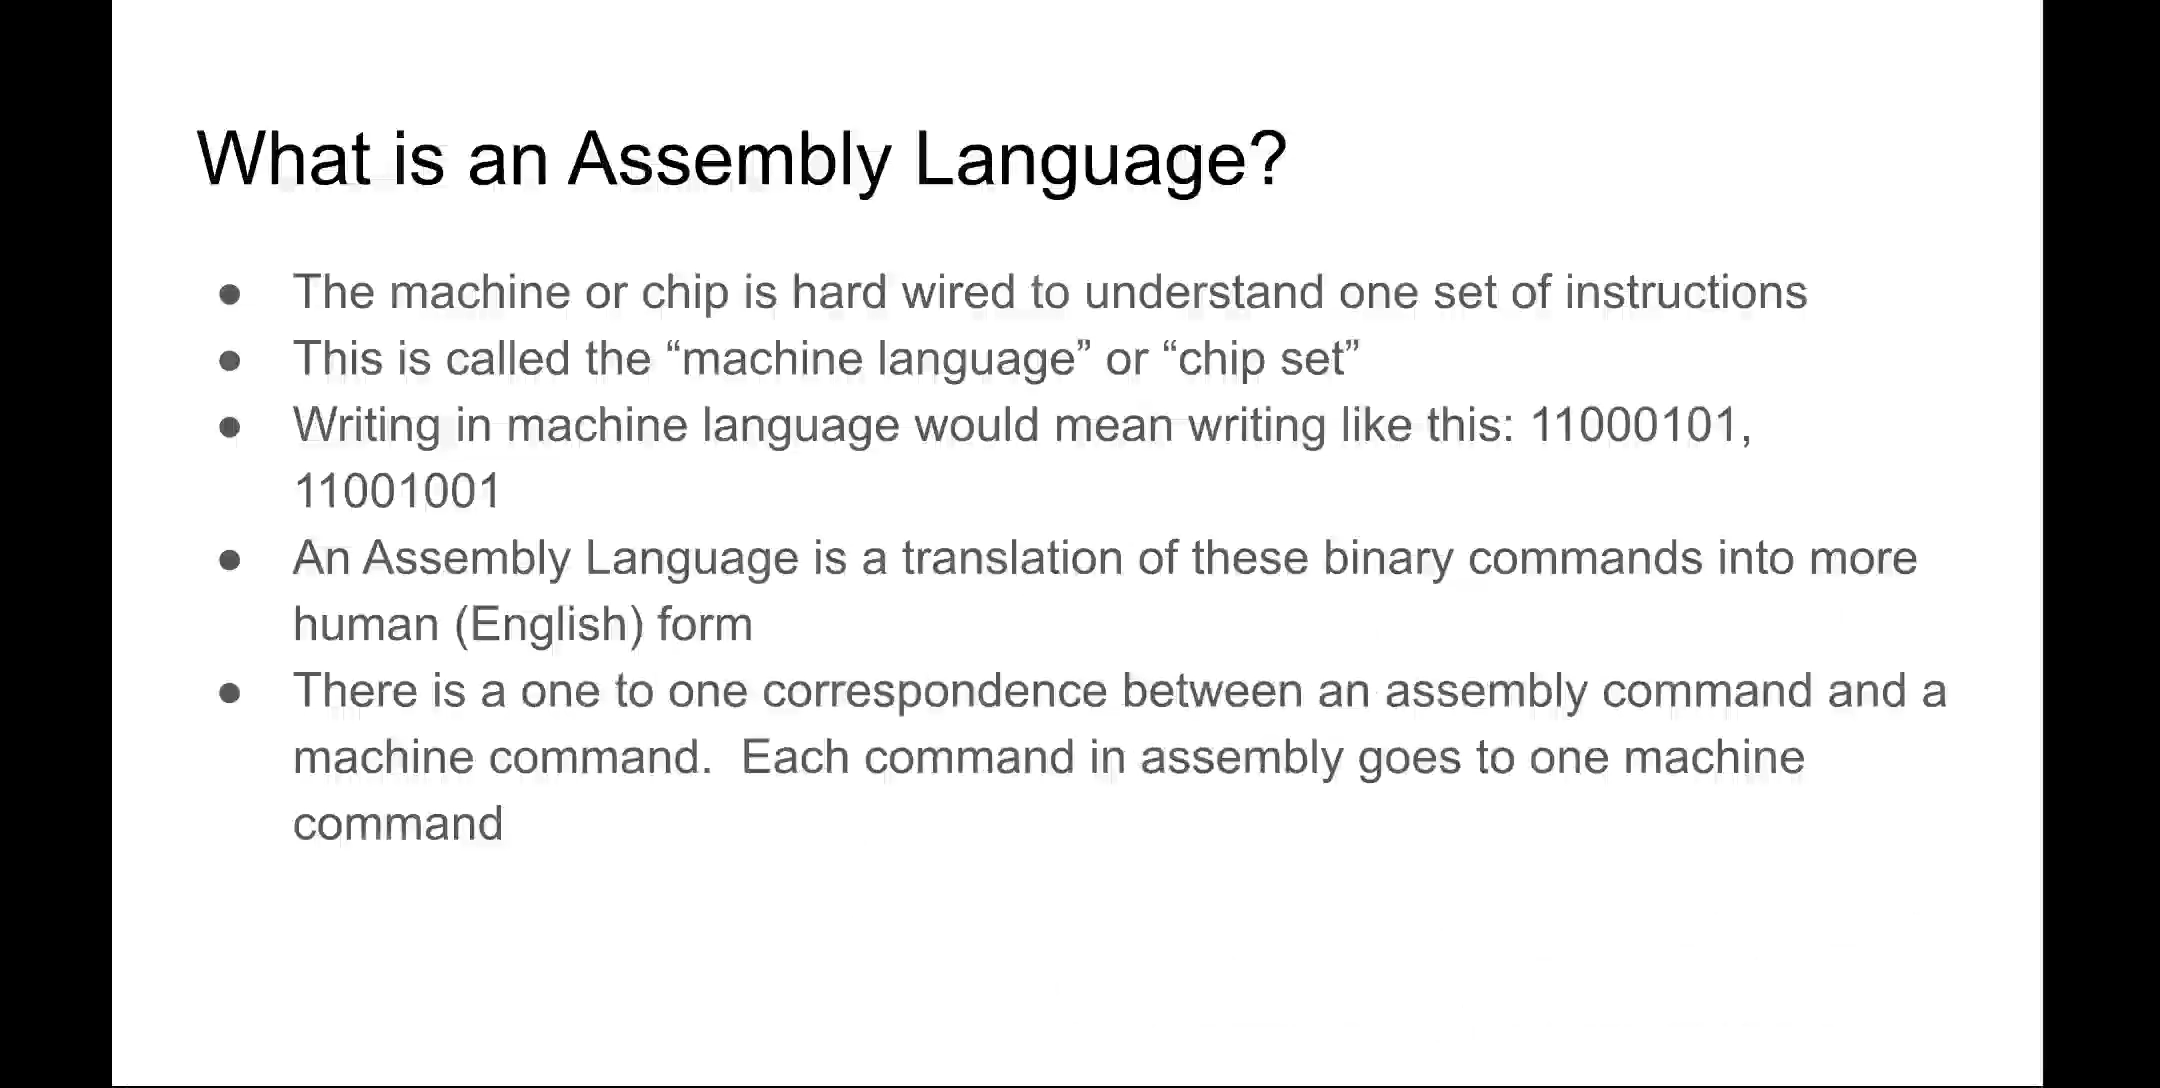 What is an Assembly Language?
● The machine or chip is hard wired to understand one set of instructions
● This is called the “machine language” or “chip set”
● Writing in machine language would mean writing like this: 11000101,
11001001
● An Assembly Language is a translation of these binary commands into more
human (English) form
● There is a one to one correspondence between an assembly command and a
machine command.  Each command in assembly goes to one machine
command